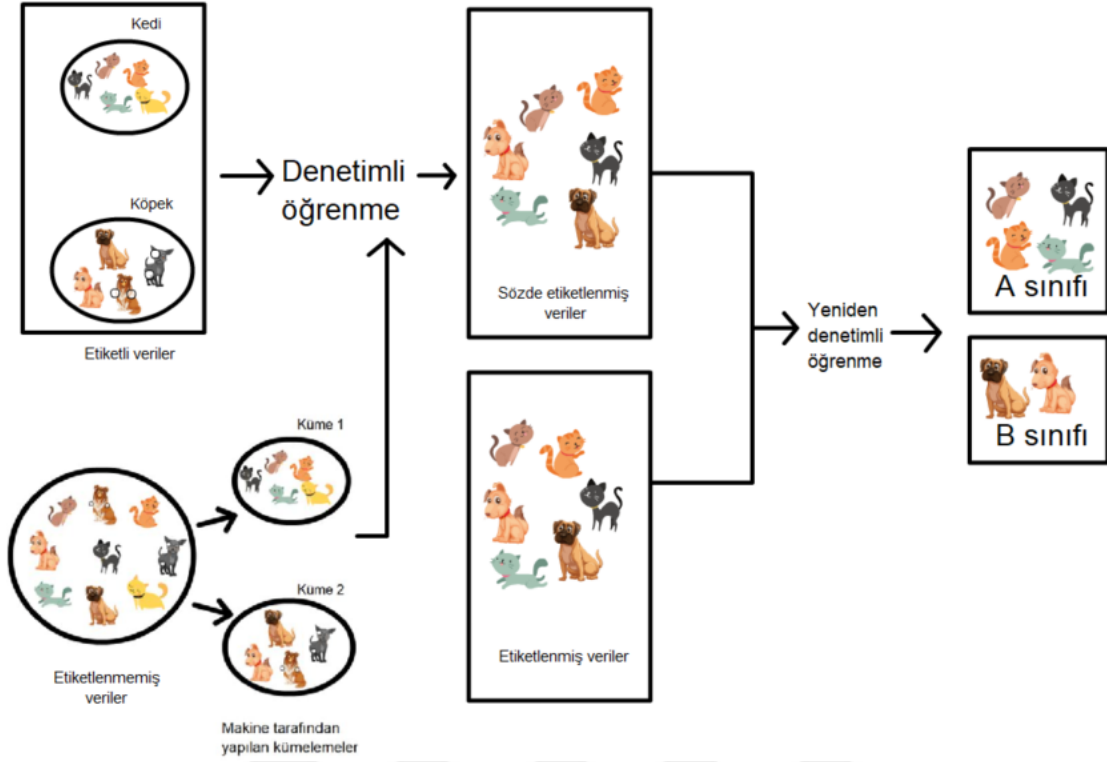 Kedi
Köpek
Etiketli veriler
Denetimli
öğrenme
Sözde etiketlenmiş
veriler
Küme 1
Küme 2
Etiketlenmemiş
veriler
Makine tarafından
yapılan kümelemeler
Etiketlenmiş veriler
Yeniden
denetimli
öğrenme
A sınıfı
B sınıfı